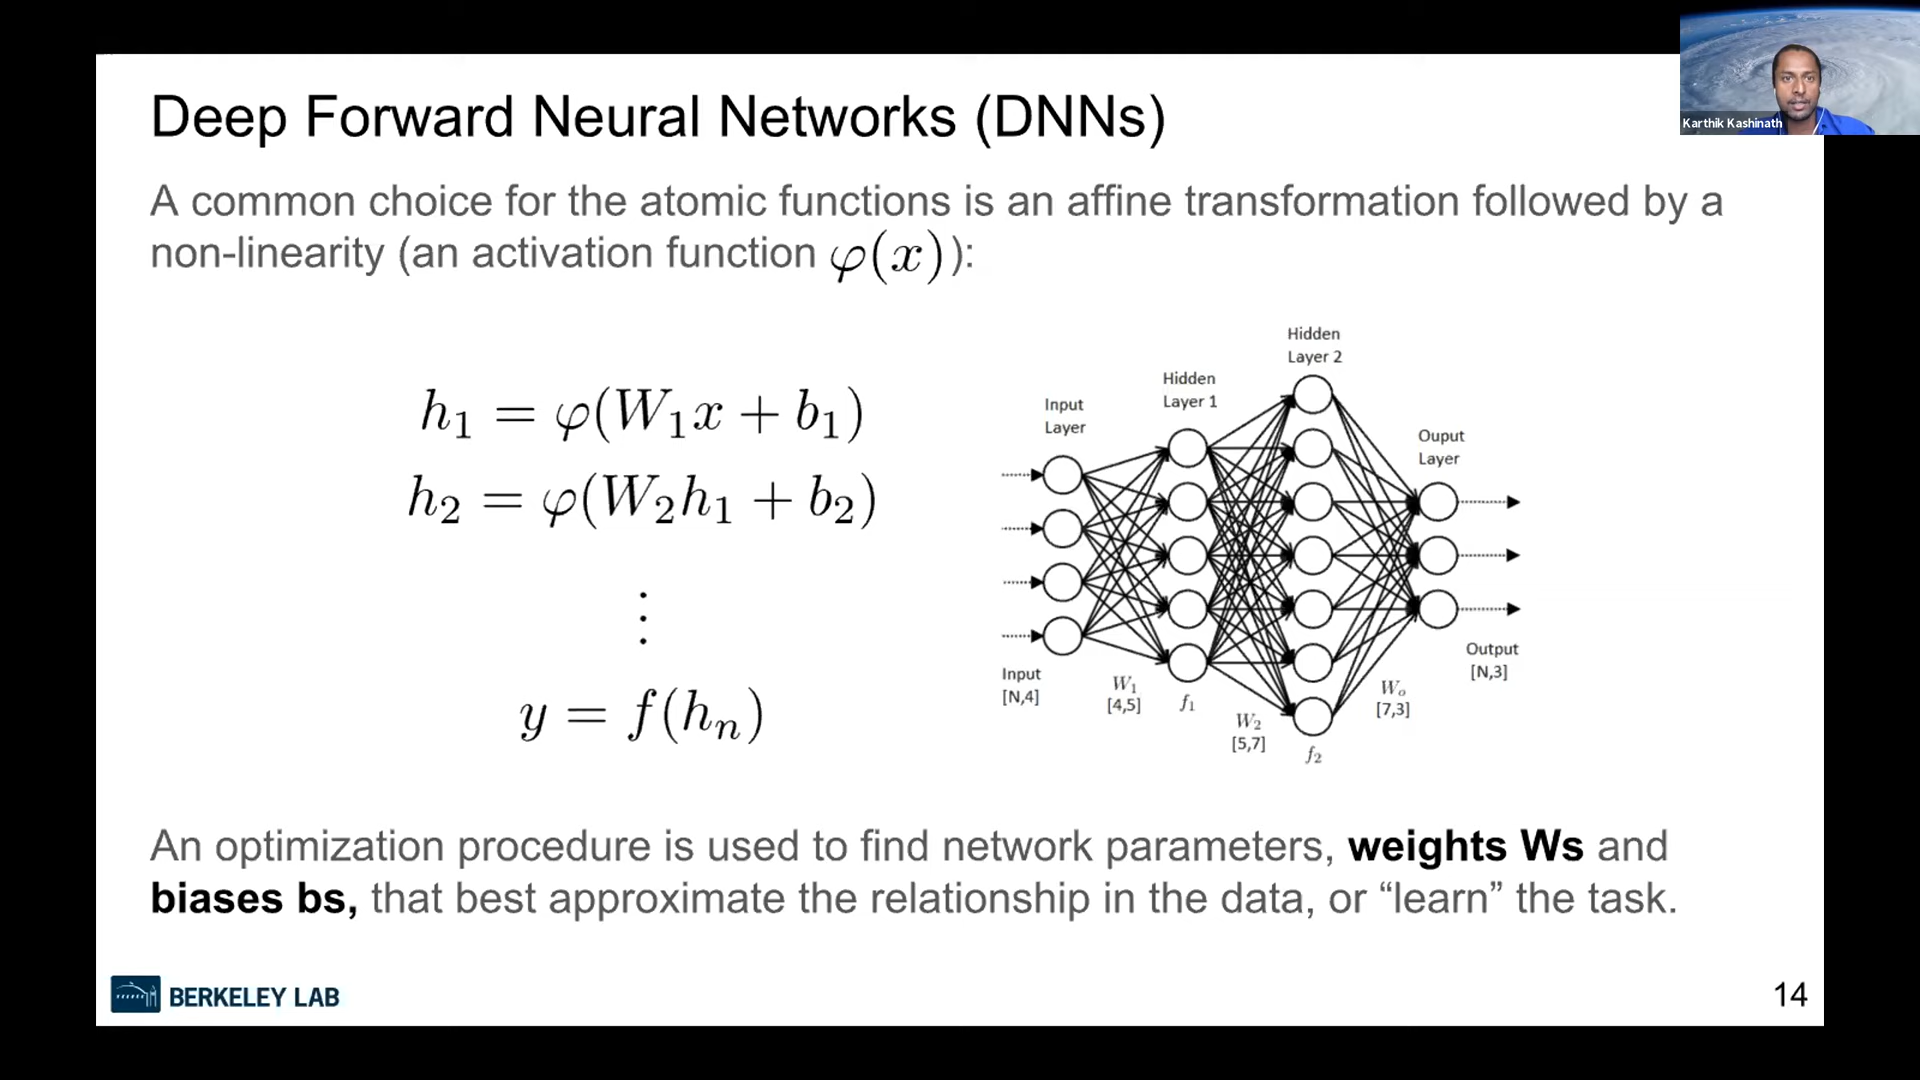 Karthik Kashinath
Deep Forward Neural Networks (DNNs)
A common choice for the atomic functions is an affine transformation followed by a
non-linearity (an activation function φ(x)):
h₁ = φ(W₁x + b₁)
h₂ = φ(W₂h₁ + b₂)
⋮
y = f(hₙ)
Input
Layer
Hidden
Layer 1
Hidden
Layer 2
Ouput
Layer
Input
[N,4]
W₁
[4,5]
f₁
W₂
[5,7]
f₂
Wₒ
[7,3]
Output
[N,3]
An optimization procedure is used to find network parameters, weights Ws and
biases bs, that best approximate the relationship in the data, or “learn” the task.
BERKELEY LAB
14